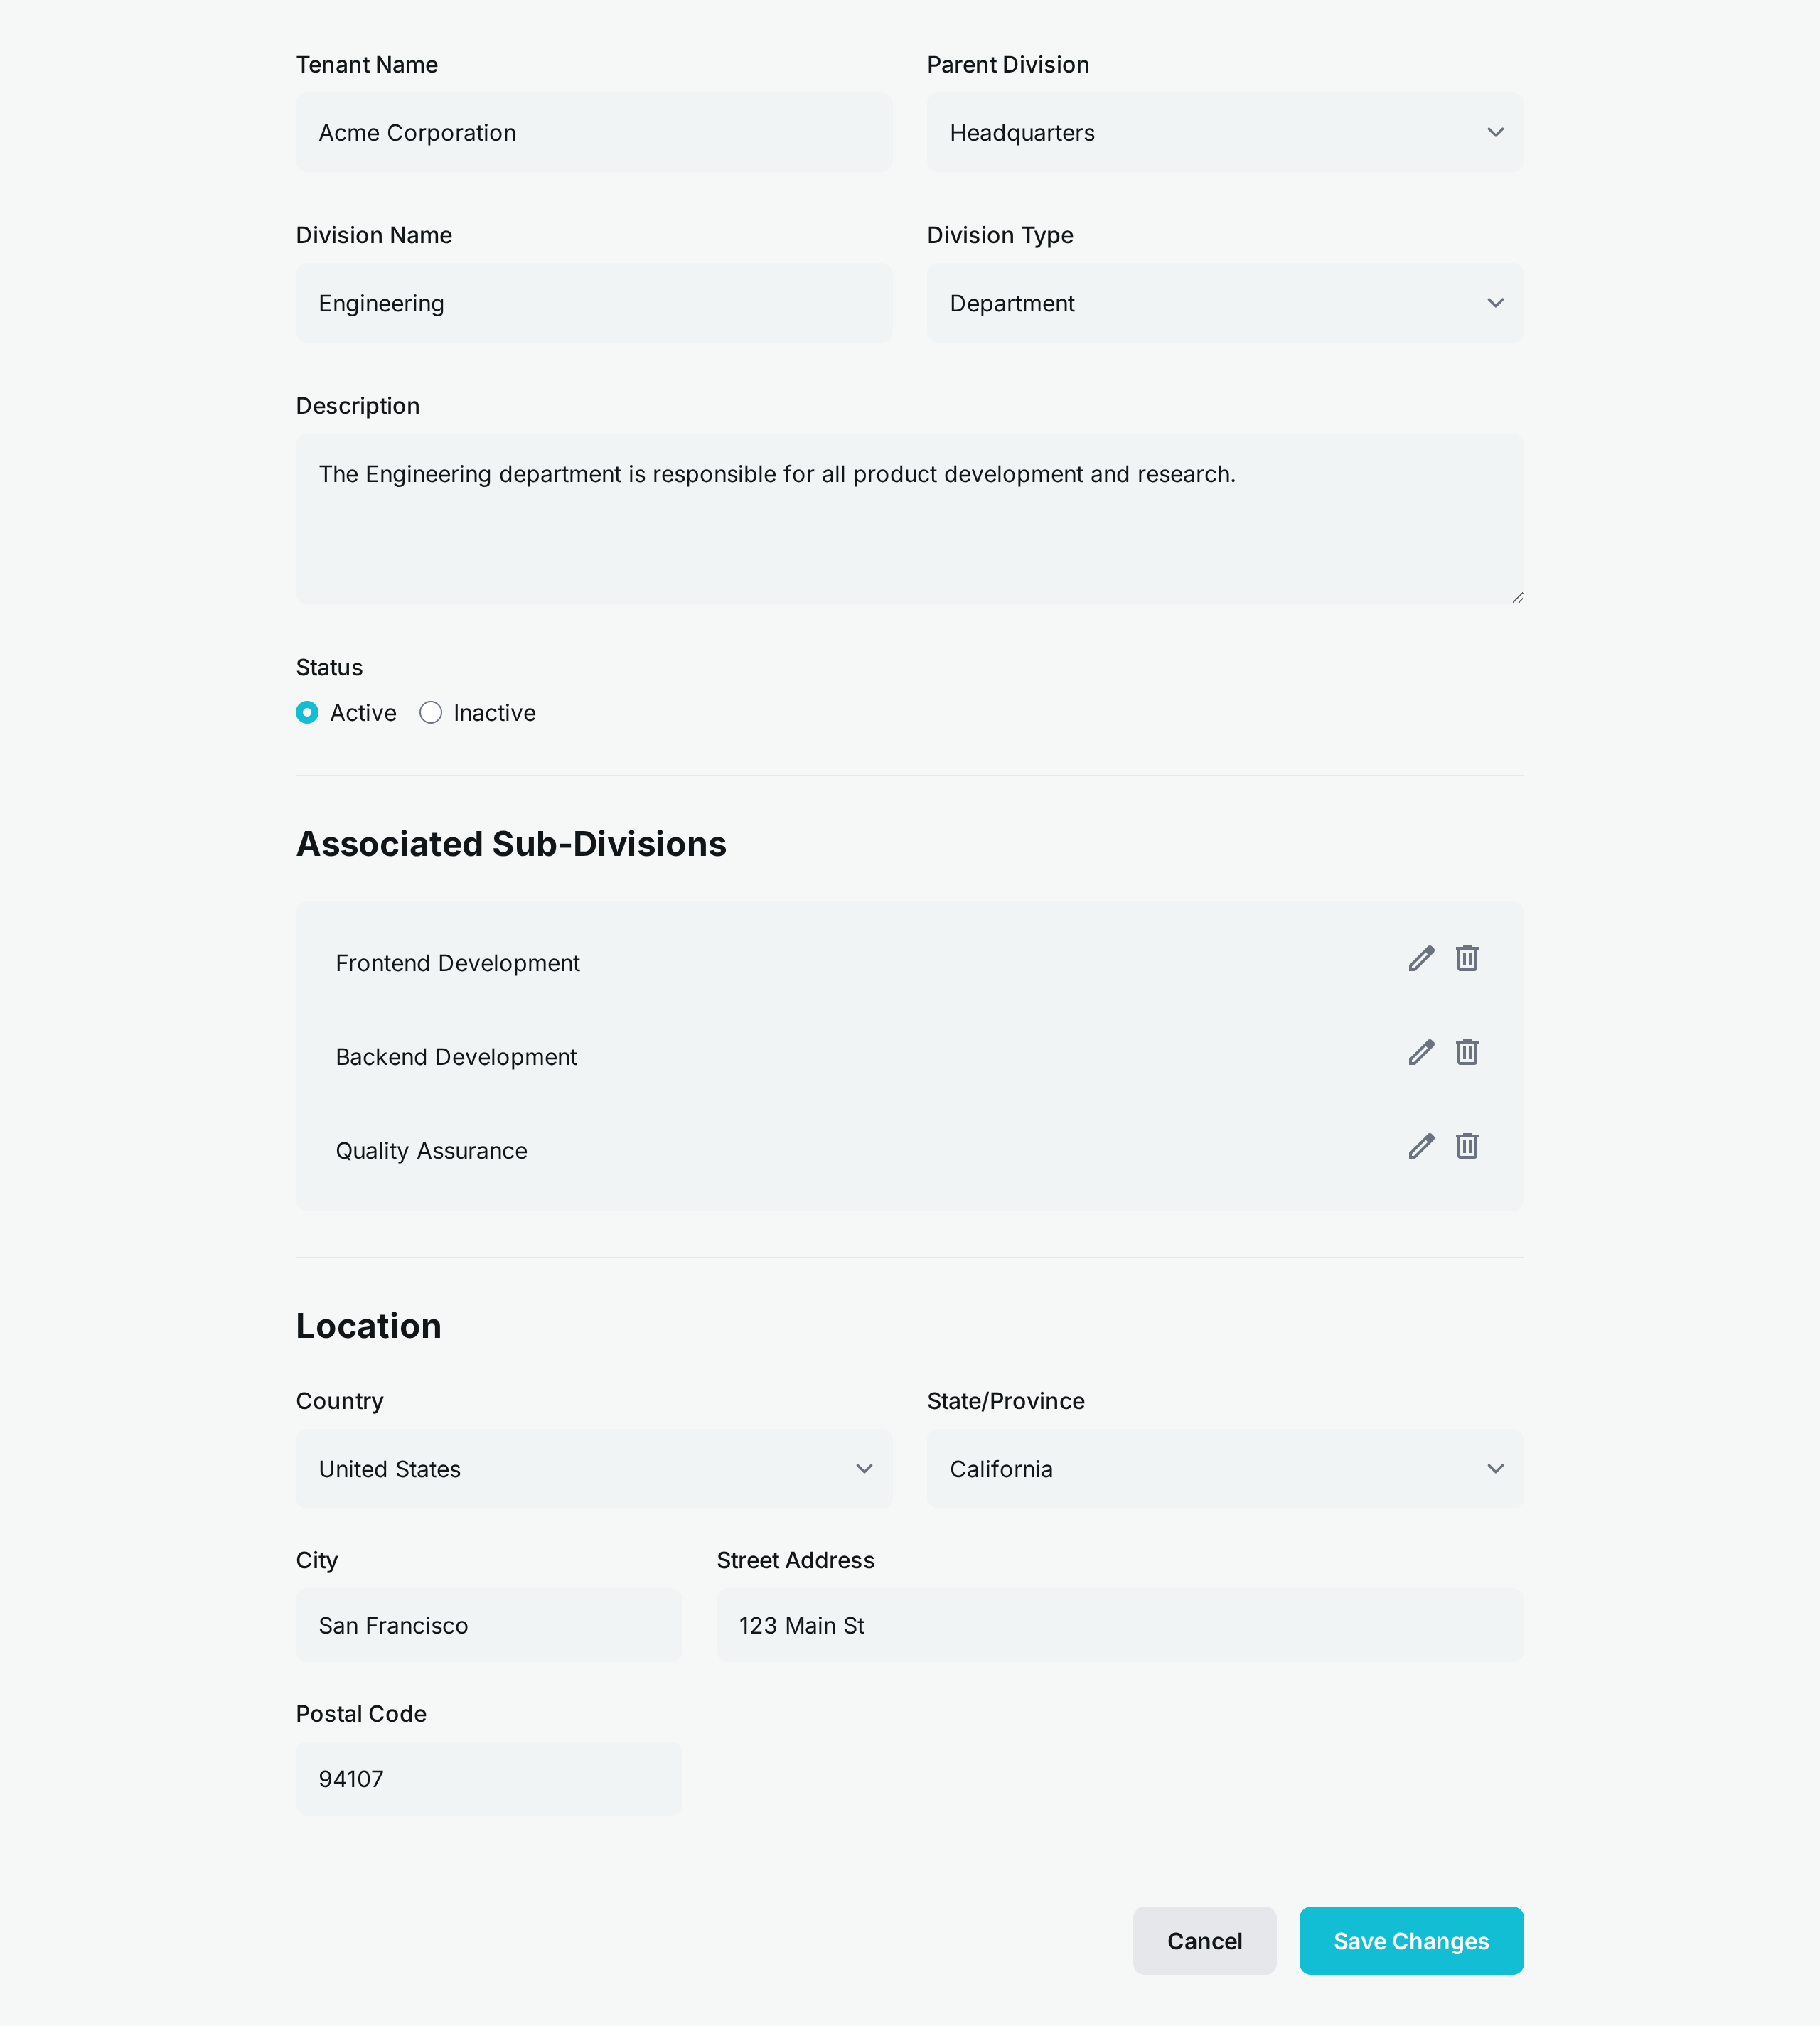 Tenant Name
Parent Division
Acme Corporation
Headquarters
Division Name
Division Type
Engineering
Department
Description
The Engineering department is responsible for all product development and research.
Status
Active
Inactive
Associated Sub-Divisions
Frontend Development
Backend Development
Quality Assurance
Location
Country
State/Province
United States
California
City
Street Address
San Francisco
123 Main St
Postal Code
94107
Cancel
Save Changes